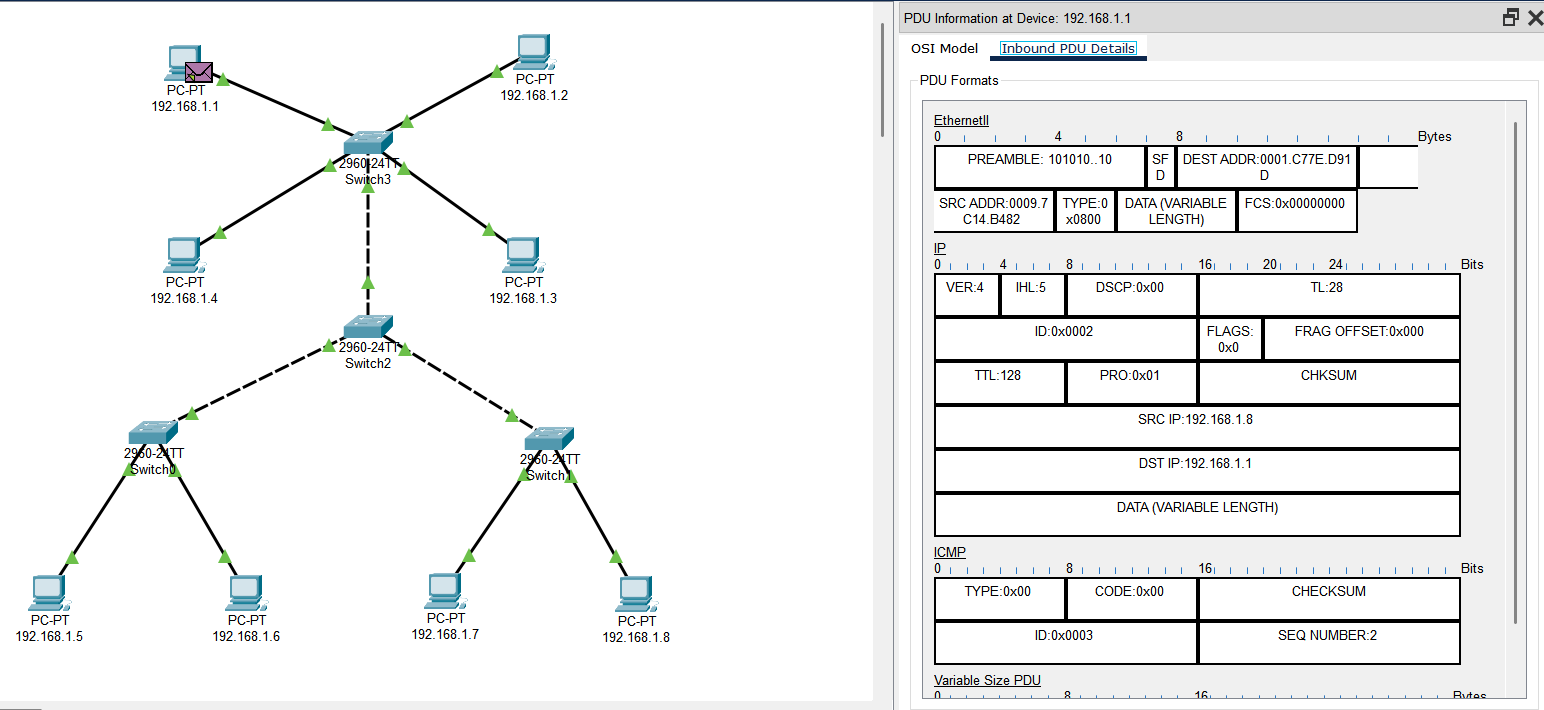 PC-PT
192.168.1.1
PC-PT
192.168.1.2
2960-24TT
Switch3
PC-PT
192.168.1.4
PC-PT
192.168.1.3
2960-24TT
Switch2
2960-24TT
Switch0
2960-24TT
Switch1
PC-PT
192.168.1.5
PC-PT
192.168.1.6
PC-PT
192.168.1.7
PC-PT
192.168.1.8
PDU Information at Device: 192.168.1.1
OSI Model Inbound PDU Details
PDU Formats
EthernetII
0 4 8 Bytes
PREAMBLE: 101010..10
SF
D
DEST ADDR:0001.C77E.D91
D
SRC ADDR:0009.7
C14.B482
TYPE:0
x0800
DATA (VARIABLE
LENGTH)
FCS:0x00000000
IP
0 4 8 16 20 24 Bits
VER:4 IHL:5 DSCP:0x00 TL:28
ID:0x0002
FLAGS:
0x0
FRAG OFFSET:0x000
TTL:128 PRO:0x01 CHKSUM
SRC IP:192.168.1.8
DST IP:192.168.1.1
DATA (VARIABLE LENGTH)
ICMP
0 8 16 Bits
TYPE:0x00 CODE:0x00 CHECKSUM
ID:0x0003 SEQ NUMBER:2
Variable Size PDU
0 8 16 Bytes